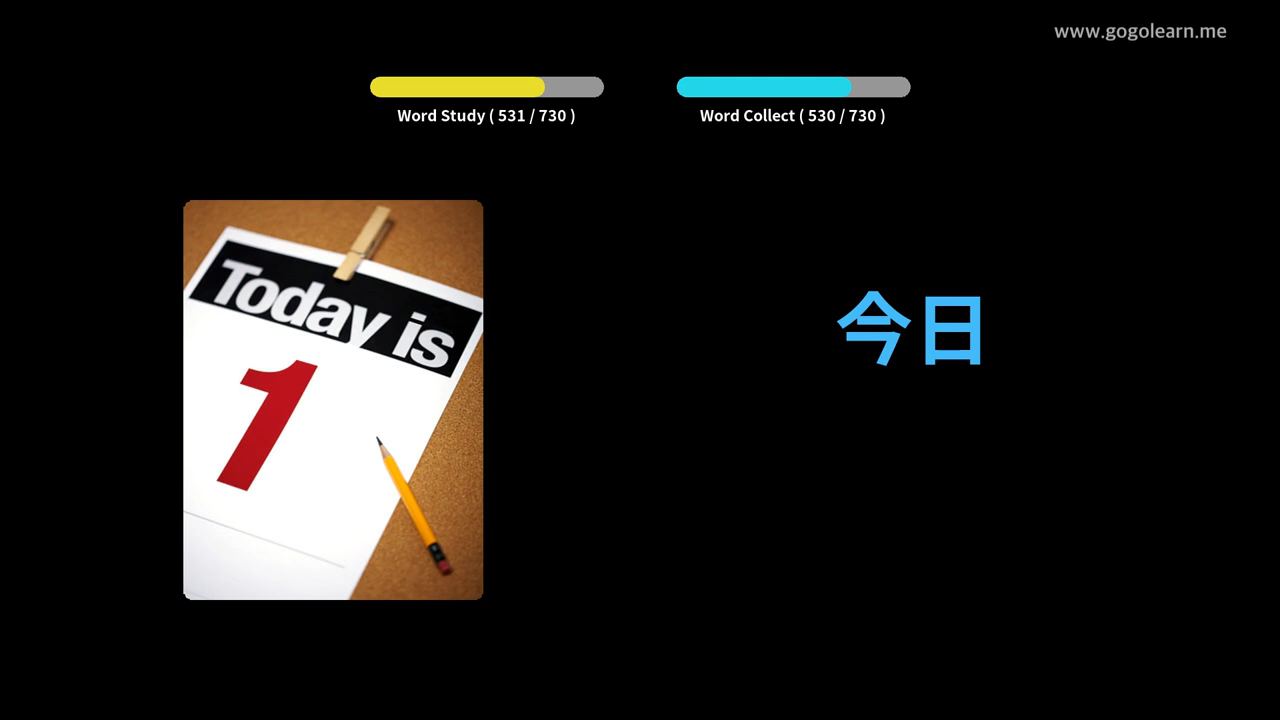 www.gogolearn.me
Word Study ( 531 / 730 )
Word Collect ( 530 / 730 )
Today is
1
今日